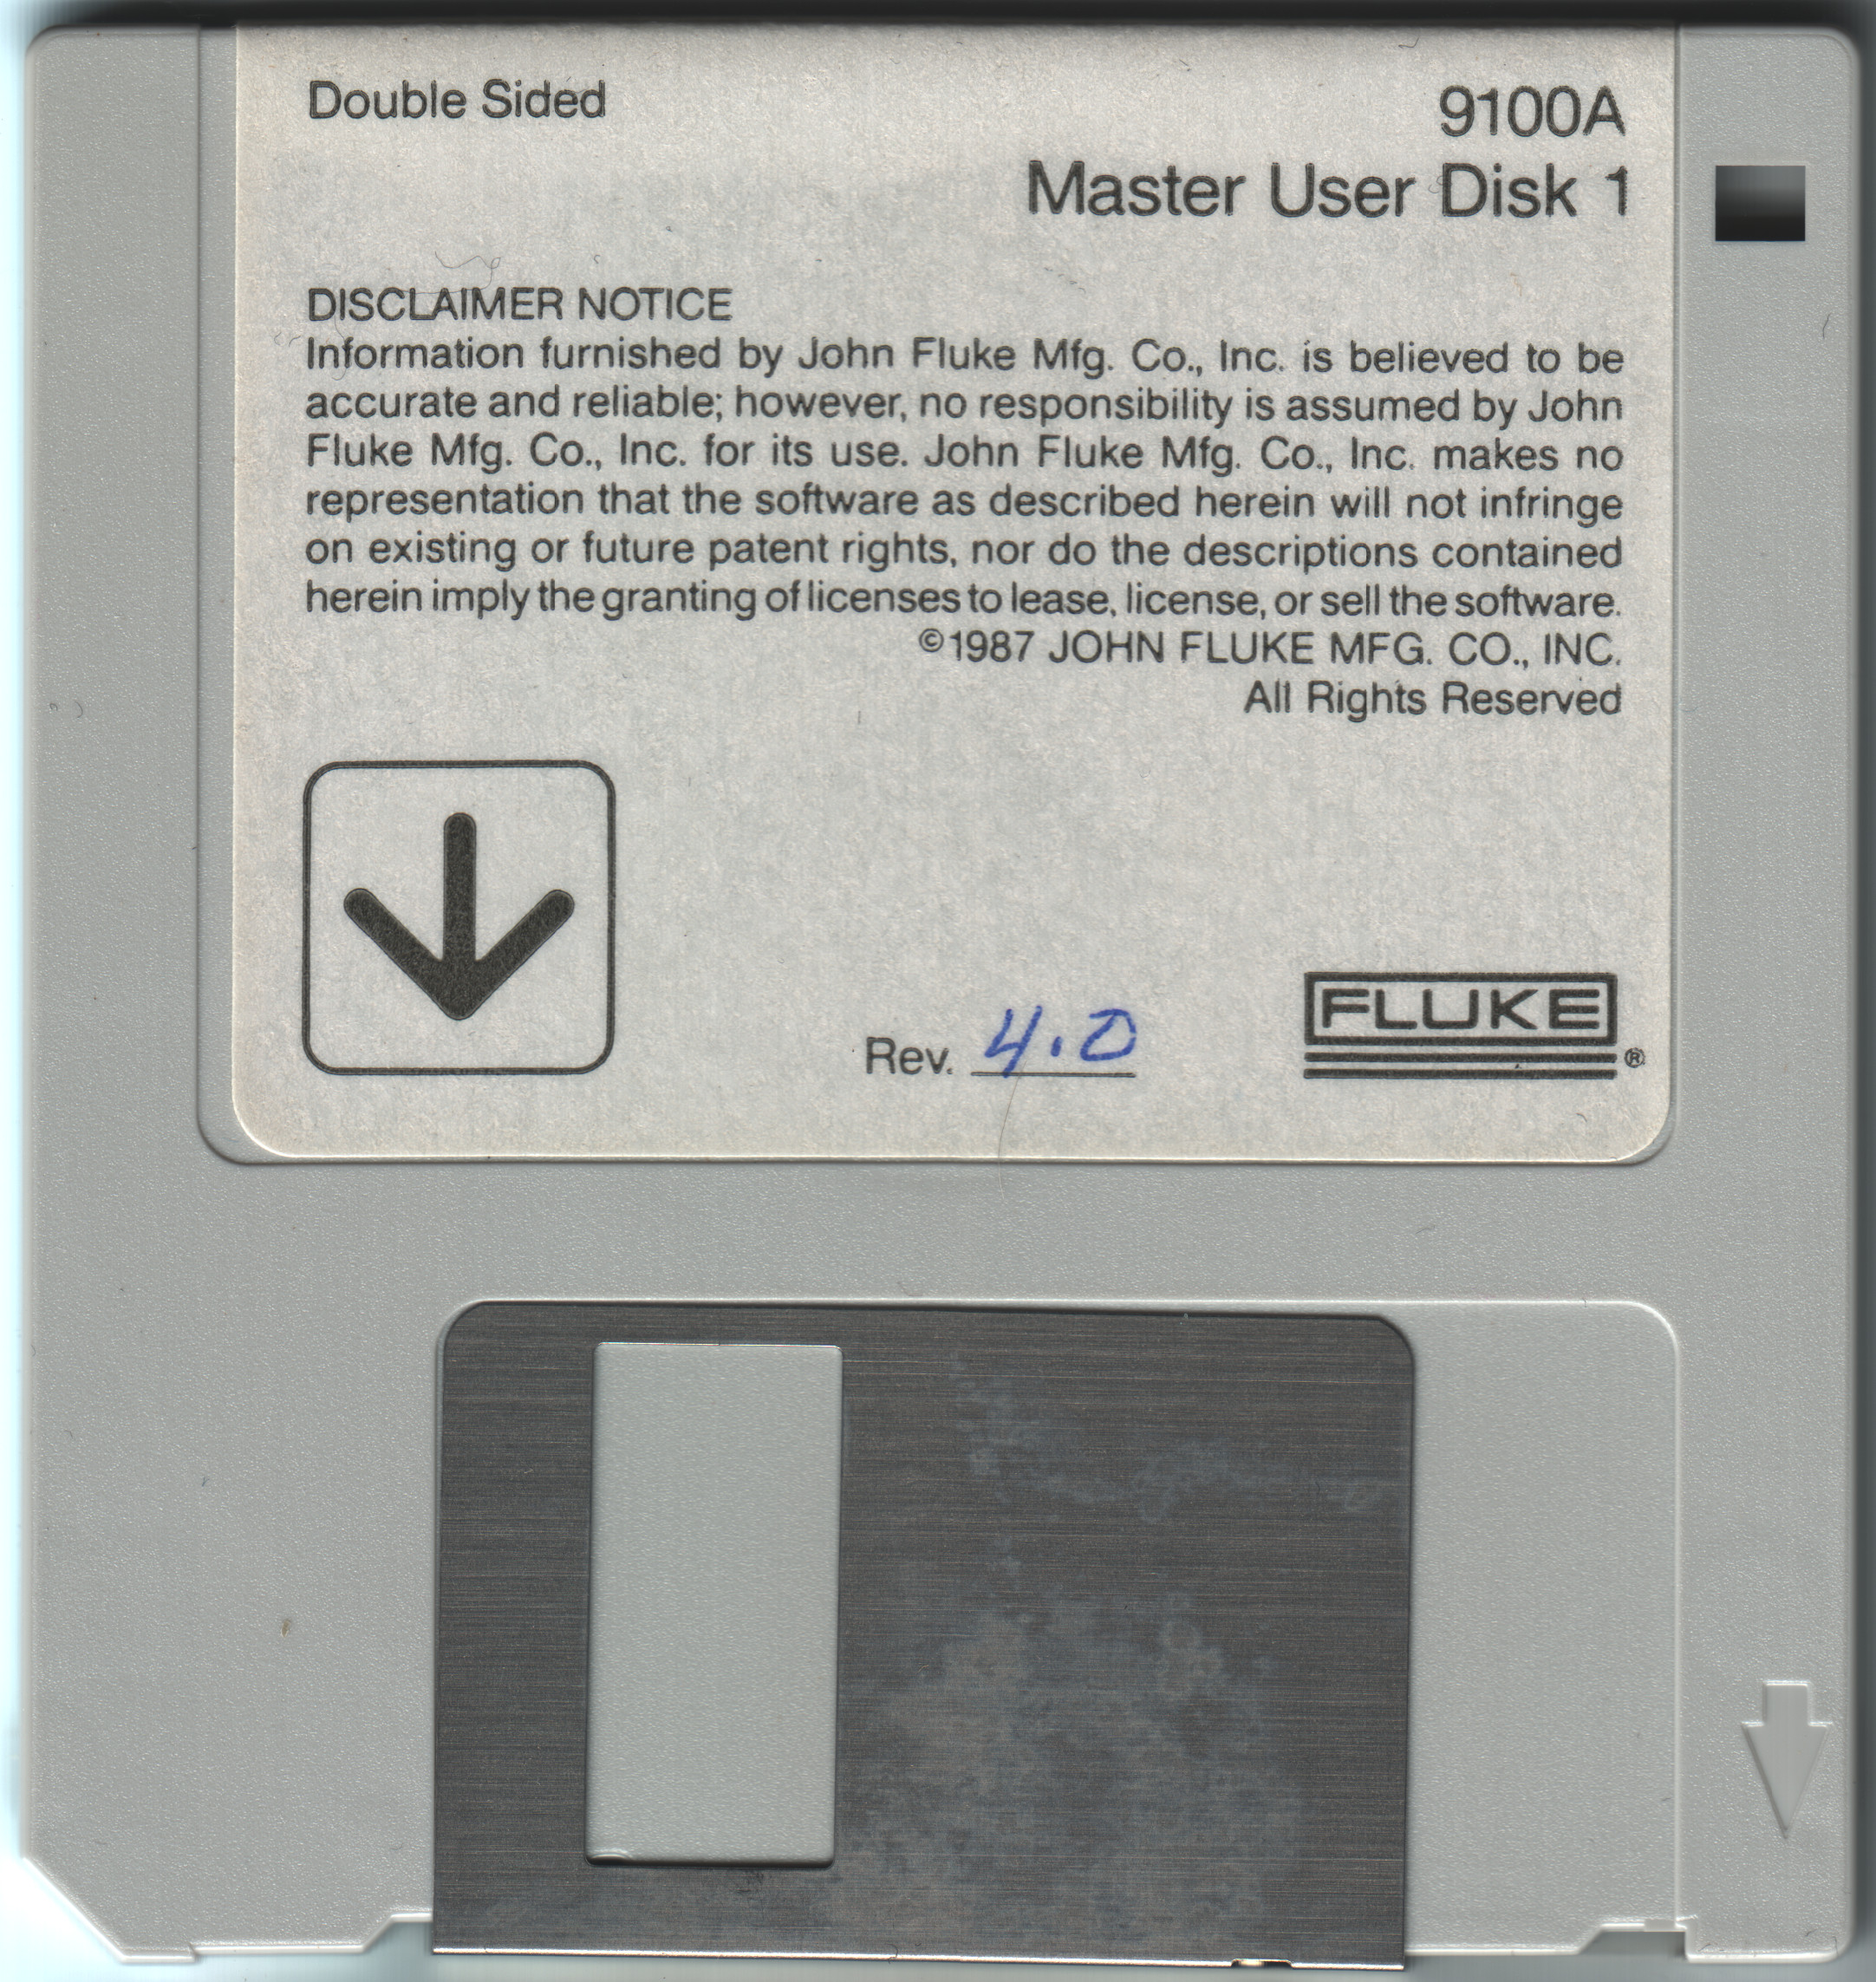 Double Sided
9100A
Master User Disk 1
DISCLAIMER NOTICE
Information furnished by John Fluke Mfg. Co., Inc. is believed to be
accurate and reliable; however, no responsibility is assumed by John
Fluke Mfg. Co., Inc. for its use. John Fluke Mfg. Co., Inc. makes no
representation that the software as described herein will not infringe
on existing or future patent rights, nor do the descriptions contained
herein imply the granting of licenses to lease, license, or sell the software.
©1987 JOHN FLUKE MFG. CO., INC.
All Rights Reserved
Rev. 4.0
FLUKE®